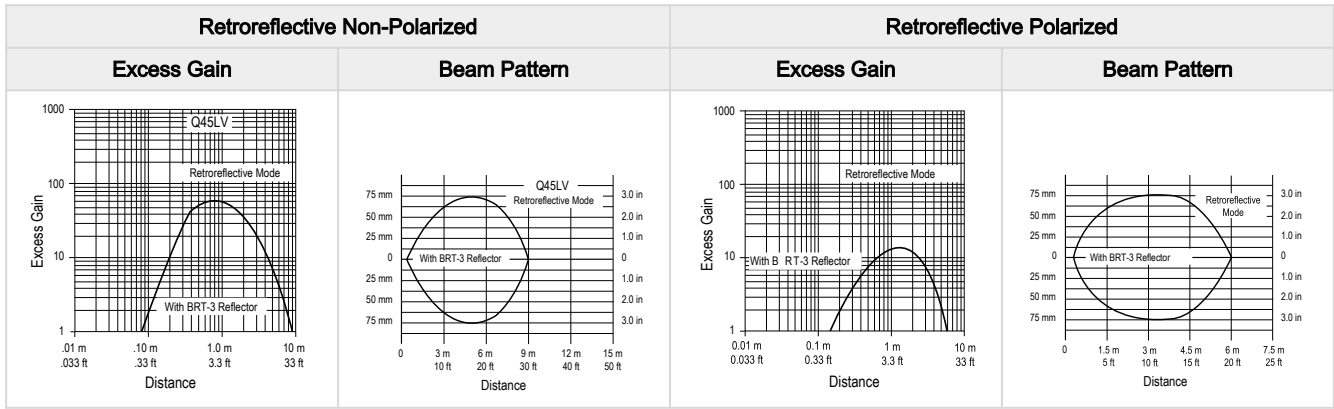 Retroreflective Non-Polarized
Retroreflective Polarized
Excess Gain
Beam Pattern
Excess Gain
Beam Pattern
1000
100
10
1
Excess Gain
Q45LV
Retroreflective Mode
With BRT-3 Reflector
.01 m .10 m 1.0 m 10 m
.033 ft .33 ft 3.3 ft 33 ft
Distance
Q45LV
Retroreflective Mode
75 mm 3.0 in
50 mm 2.0 in
25 mm 1.0 in
0 With BRT-3 Reflector 0
25 mm 1.0 in
50 mm 2.0 in
75 mm 3.0 in
0 3 m 6 m 9 m 12 m 15 m
10 ft 20 ft 30 ft 40 ft 50 ft
Distance
1000
100
10
1
Excess Gain
Retroreflective Mode
With B RT-3 Reflector
0.01 m 0.1 m 1 m 10 m
0.033 ft 0.33 ft 3.3 ft 33 ft
Distance
75 mm 3.0 in
Retroreflective
Mode
50 mm 2.0 in
25 mm 1.0 in
0 With BRT-3 Reflector 0
25 mm 1.0 in
50 mm 2.0 in
75 mm 3.0 in
0 1.5 m 3 m 4.5 m 6 m 7.5 m
5 ft 10 ft 15 ft 20 ft 25 ft
Distance